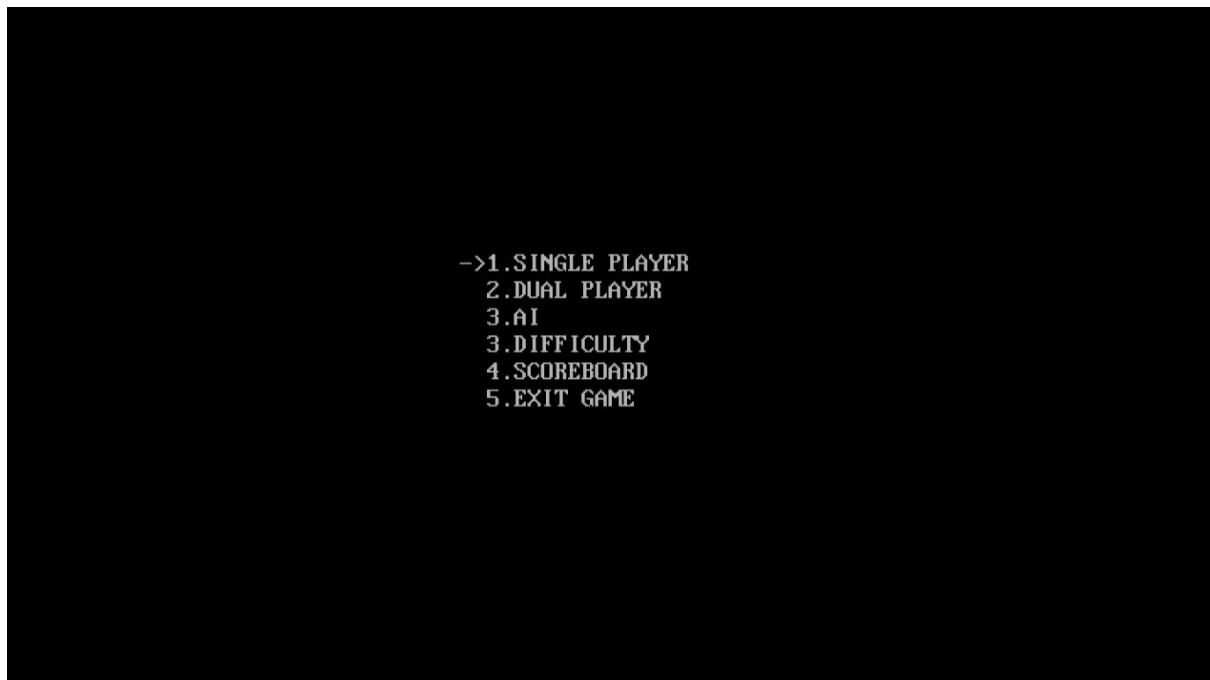 ->1.SINGLE PLAYER
2.DUAL PLAYER
3.AI
3.DIFFICULTY
4.SCOREBOARD
5.EXIT GAME